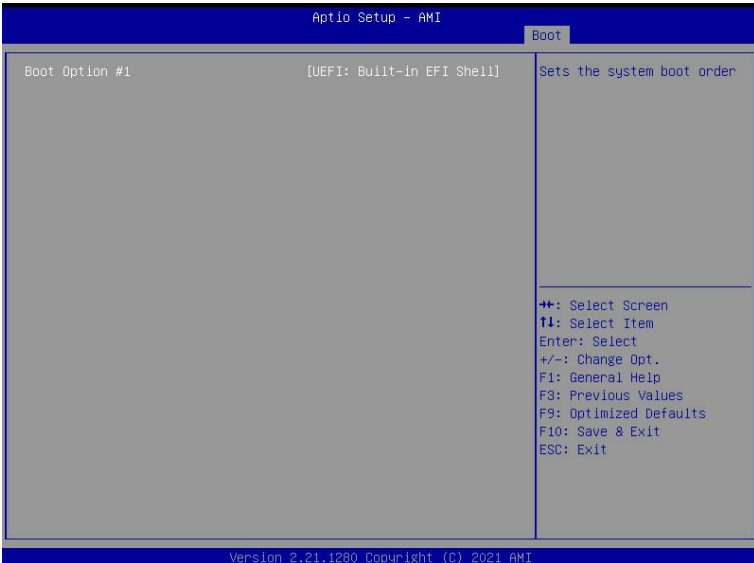 Aptio Setup – AMI
Boot
Boot Option #1 [UEFI: Built-in EFI Shell]
Sets the system boot order
→←: Select Screen
↑↓: Select Item
Enter: Select
+/-: Change Opt.
F1: General Help
F3: Previous Values
F9: Optimized Defaults
F10: Save & Exit
ESC: Exit
Version 2.21.1280 Copyright (C) 2021 AMI